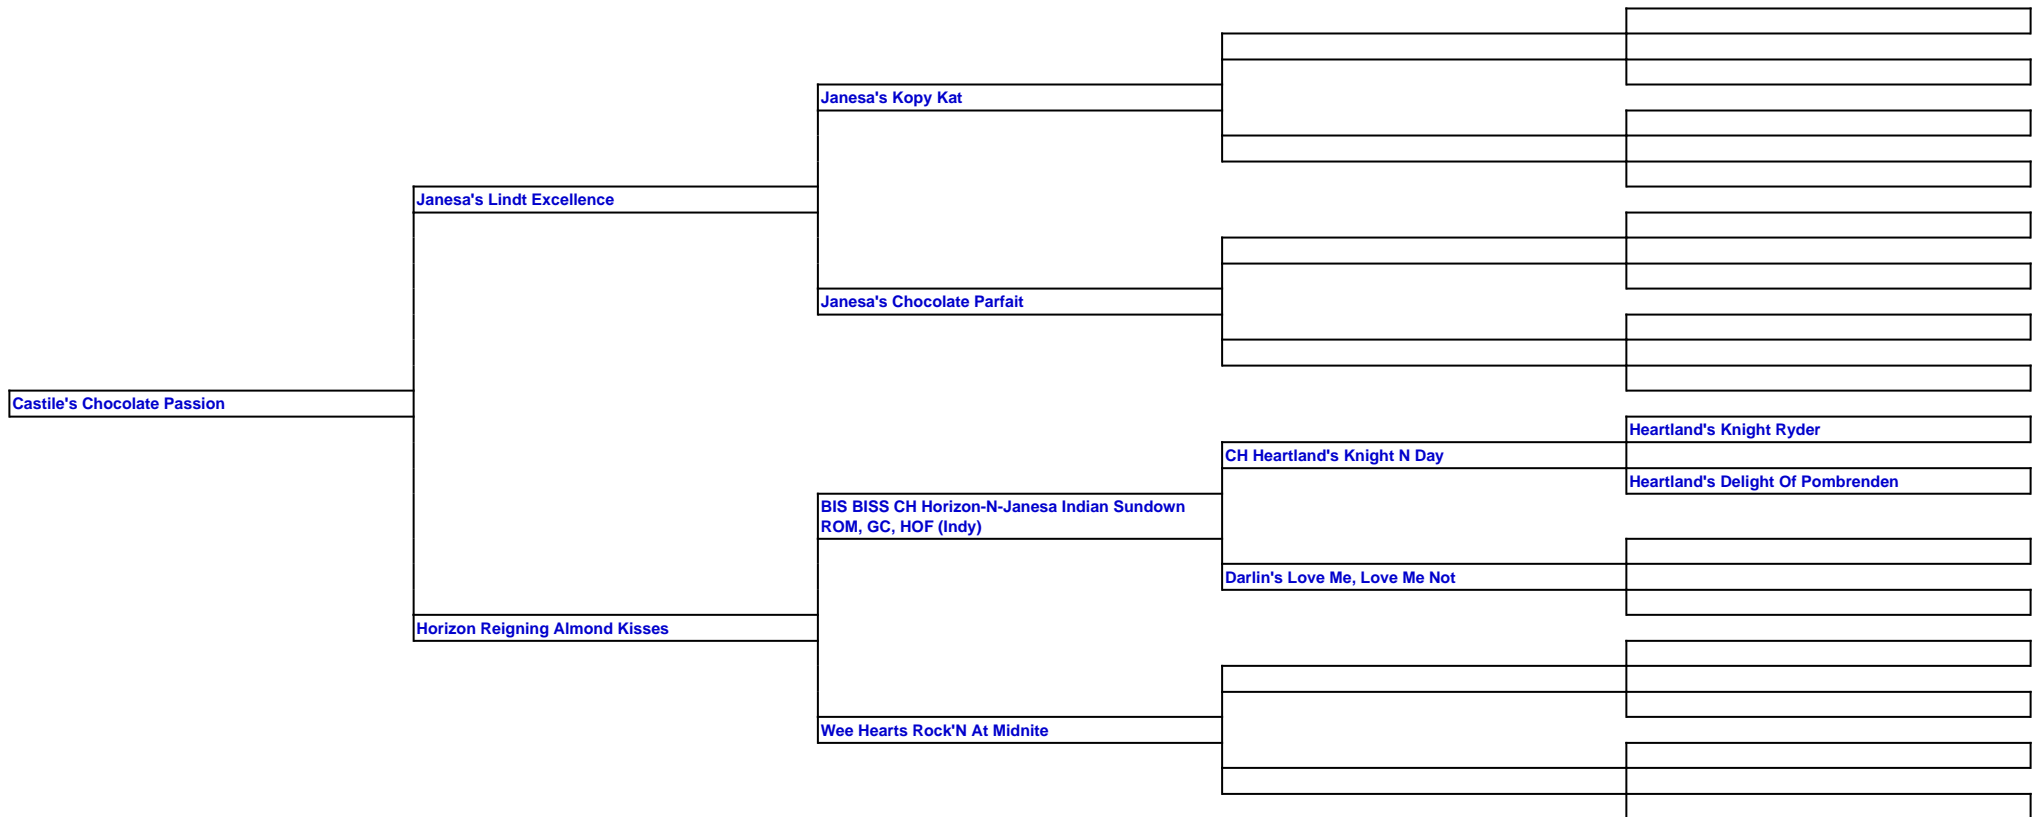 Janesa's Kopy Kat
Janesa's Lindt Excellence
Janesa's Chocolate Parfait
Castile's Chocolate Passion
Heartland's Knight Ryder
CH Heartland's Knight N Day
Heartland's Delight Of Pombrenden
BIS BISS CH Horizon-N-Janesa Indian Sundown
ROM, GC, HOF (Indy)
Darlin's Love Me, Love Me Not
Horizon Reigning Almond Kisses
Wee Hearts Rock'N At Midnite